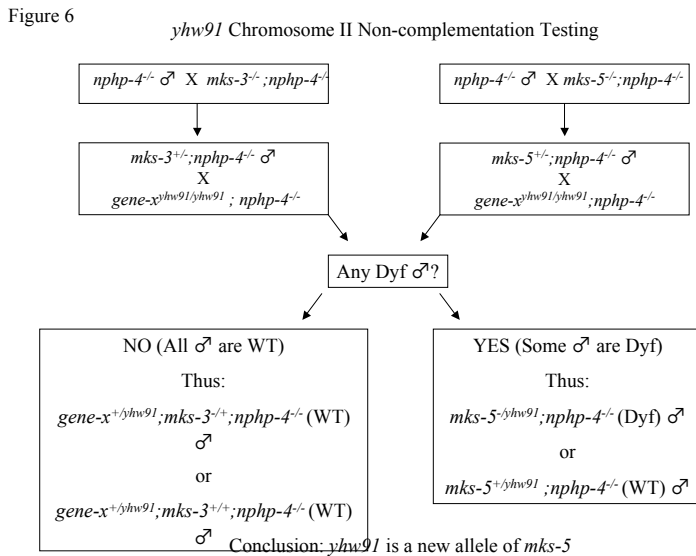 Figure 6
yhw91 Chromosome II Non-complementation Testing
nphp-4-/- ♂ X mks-3-/-;nphp-4-/-
nphp-4-/- ♂ X mks-5-/-;nphp-4-/-
mks-3+/-;nphp-4-/- ♂
X
gene-xyhw91/yhw91 ; nphp-4-/-
mks-5+/-;nphp-4-/- ♂
X
gene-xyhw91/yhw91;nphp-4-/-
Any Dyf ♂?
NO (All ♂ are WT)
Thus:
gene-x+/yhw91;mks-3-/+;nphp-4-/- (WT)
♂
or
gene-x+/yhw91;mks-3+/+;nphp-4-/- (WT)
♂
YES (Some ♂ are Dyf)
Thus:
mks-5-/yhw91;nphp-4-/- (Dyf) ♂
or
mks-5+/yhw91 ;nphp-4-/- (WT) ♂
Conclusion: yhw91 is a new allele of mks-5